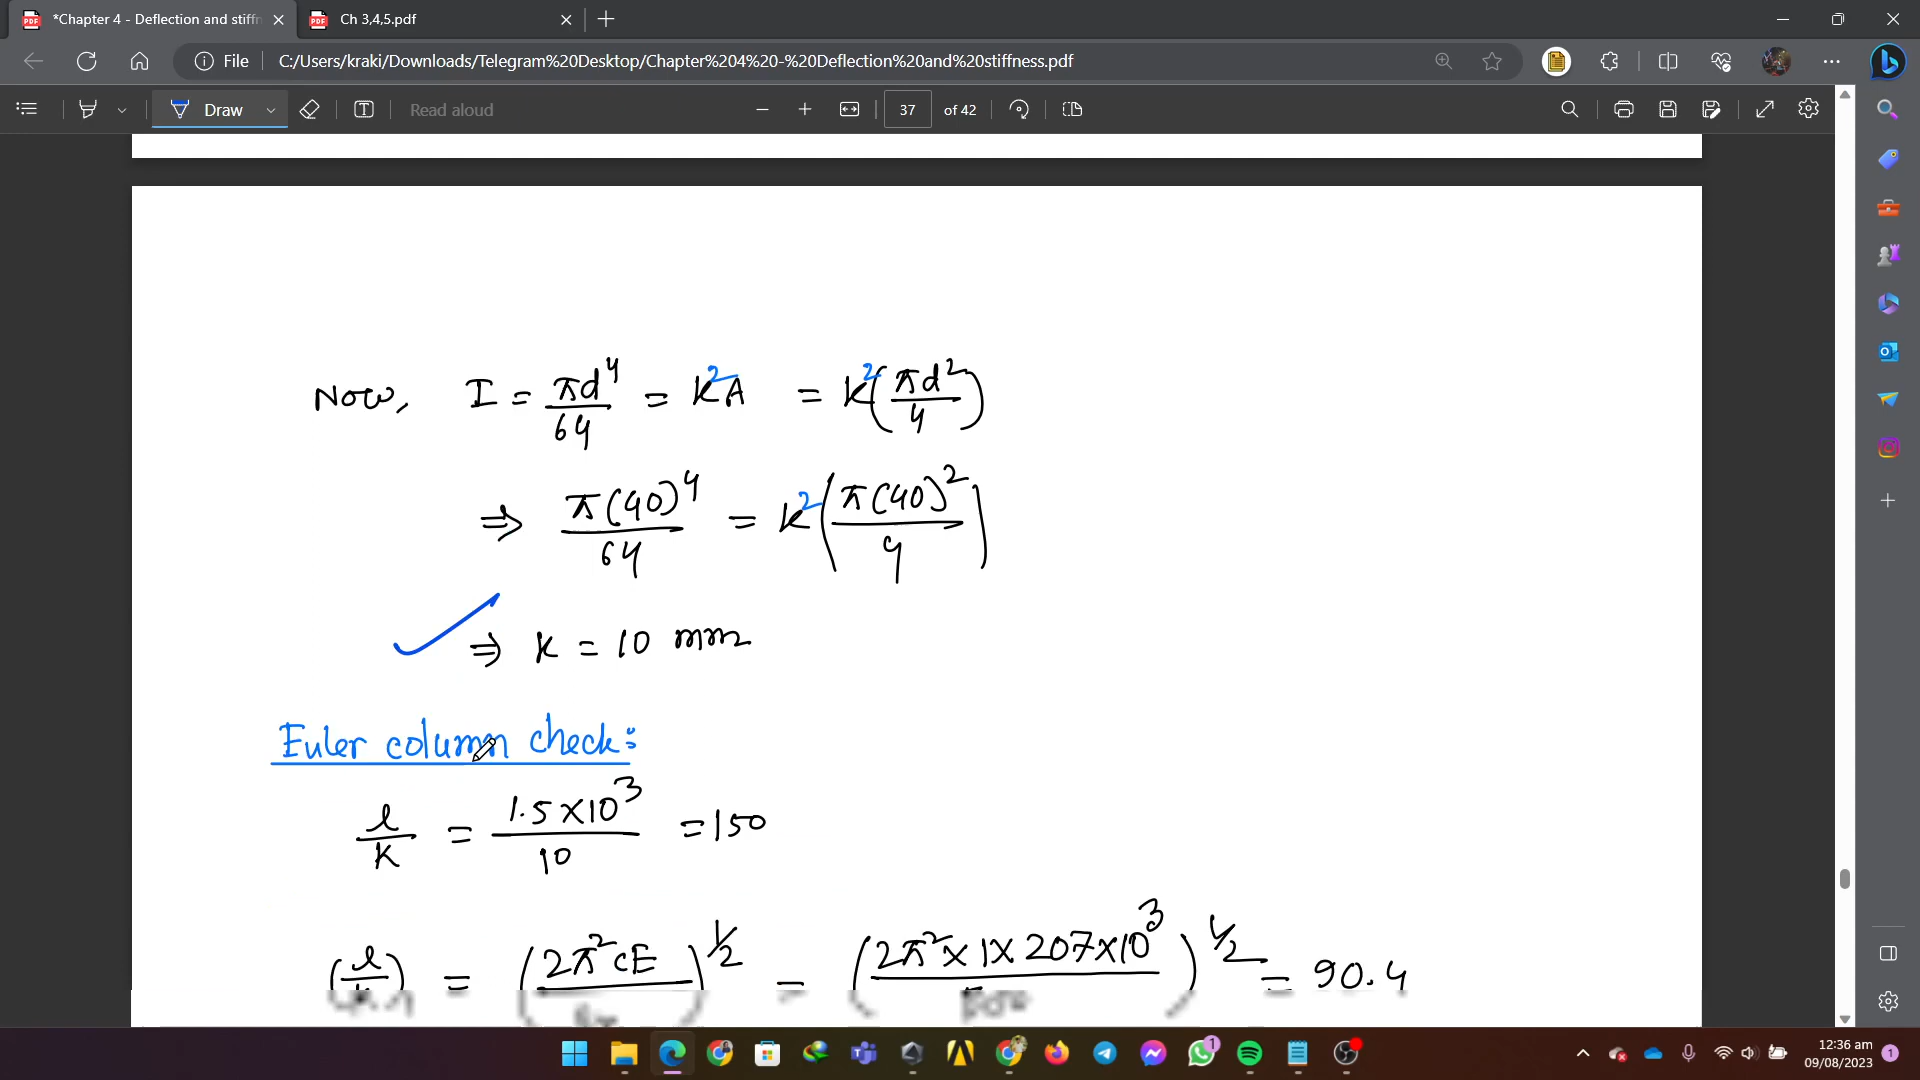 *Chapter 4 - Deflection and stiffn
Ch 3,4,5.pdf
File
C:/Users/kraki/Downloads/Telegram%20Desktop/Chapter%204%20-%20Deflection%20and%20stiffness.pdf
Draw
Read aloud
37
of 42
Now, I = πd⁴/64 = k²A = k²(πd²/4)
⇒ π(40)⁴/64 = k²(π(40)²/4)
⇒ k = 10 mm
Euler column check:
l/k = 1.5×10³/10 = 150
= (2π²CE/ )^1/2 = (2π²×1×207×10³/ )^1/2 = 90.4
1
12:36 am
09/08/2023
1